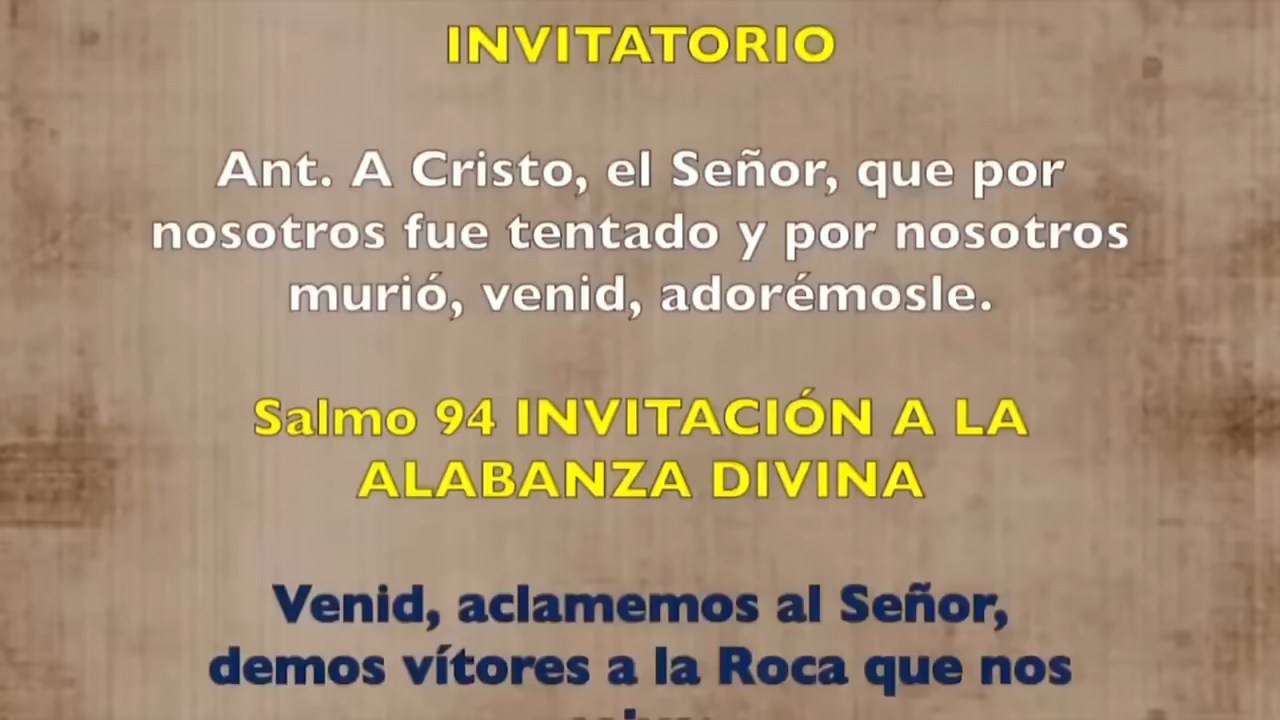 INVITATORIO
Ant. A Cristo, el Señor, que por
nosotros fue tentado y por nosotros
murió, venid, adorémosle.
Salmo 94 INVITACIÓN A LA
ALABANZA DIVINA
Venid, aclamemos al Señor,
demos vítores a la Roca que nos